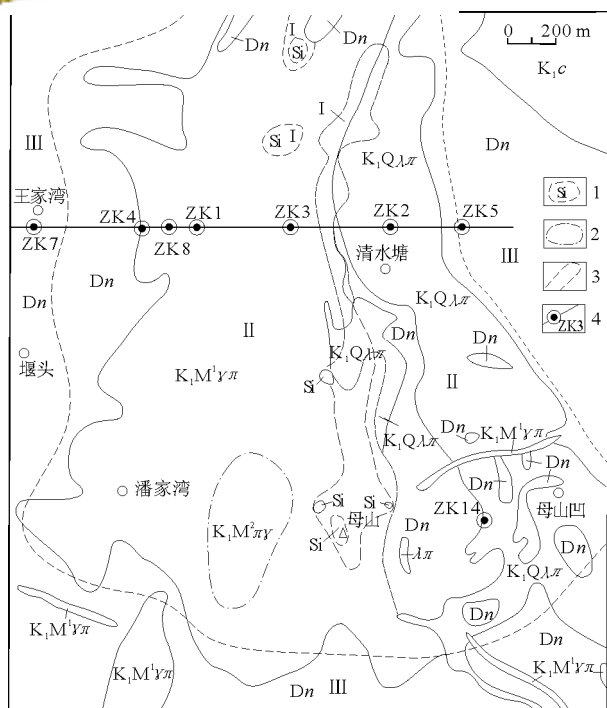 0 200 m
I
Dn
Dn
Si
K₁c
I
Si I
K₁Qλπ
Dn
III
王家湾
Si 1
ZK4
ZK1
ZK3
ZK2
ZK5
2
ZK7
ZK8
清水塘
III
3
Dn
Dn
K₁Qλπ
ZK3 4
II
Dn
Dn
堰头
K₁Qλπ
II
K₁M¹γπ
Si
Dn
K₁M¹γπ
K₁Qλπ
Dn
Dn
潘家湾
Si
Si
母山
ZK14
母山凹
K₁M²πγ
Si
Dn
Dn
λπ
K₁Qλπ
K₁M¹γπ
Dn
Dn
K₁M¹γπ
K₁M¹γπ
Dn III